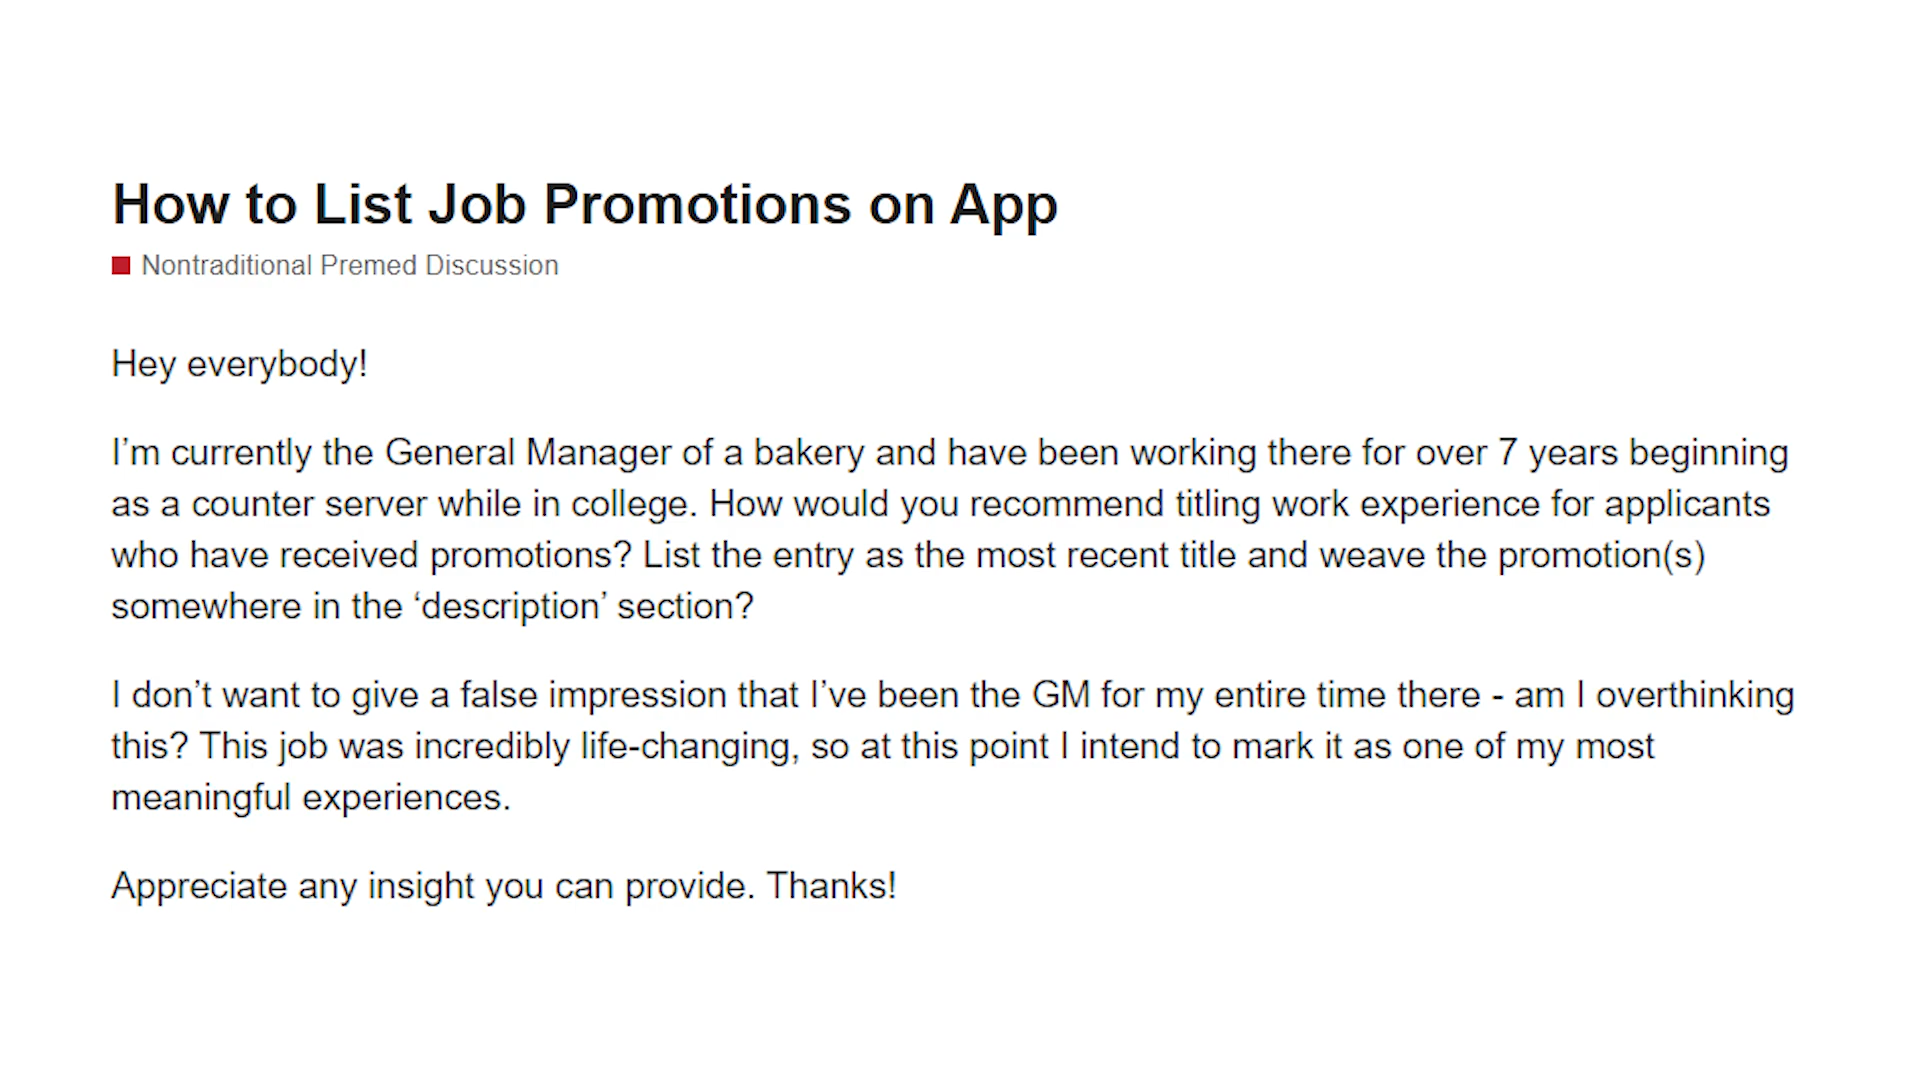 How to List Job Promotions on App
Nontraditional Premed Discussion
Hey everybody!
I’m currently the General Manager of a bakery and have been working there for over 7 years beginning
as a counter server while in college. How would you recommend titling work experience for applicants
who have received promotions? List the entry as the most recent title and weave the promotion(s)
somewhere in the ‘description’ section?
I don’t want to give a false impression that I’ve been the GM for my entire time there - am I overthinking
this? This job was incredibly life-changing, so at this point I intend to mark it as one of my most
meaningful experiences.
Appreciate any insight you can provide. Thanks!